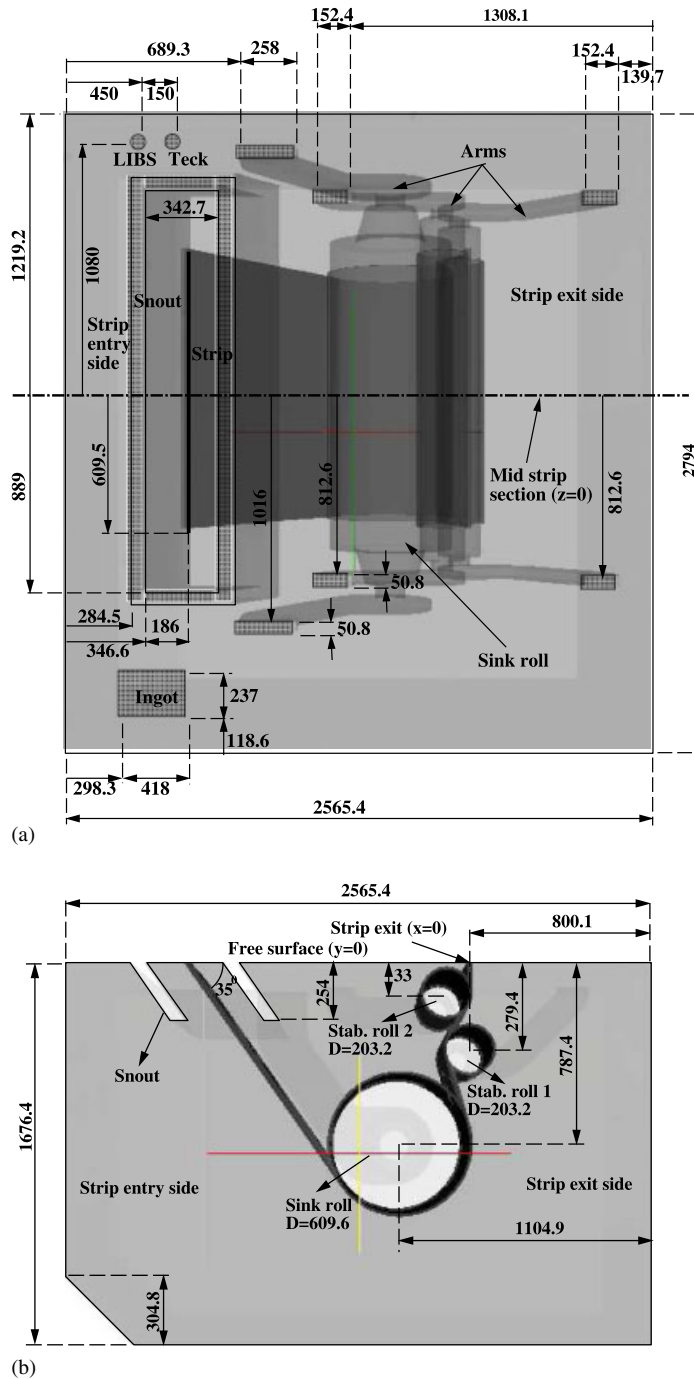 152.4
1308.1
689.3
258
152.4
139.7
450
150
LIBS
Teck
Arms
342.7
1219.2
1080
Snout
Strip
entry
side
Strip
Strip exit side
609.5
889
1016
812.6
Mid strip
section (z=0)
812.6
2794
50.8
284.5
186
346.6
50.8
Sink roll
Ingot
237
118.6
298.3
418
2565.4
(a)
2565.4
Strip exit (x=0)
800.1
Free surface (y=0)
33
35⁰
254
279.4
Stab. roll 2
D=203.2
787.4
Snout
Stab. roll 1
D=203.2
1676.4
Strip entry side
Strip exit side
Sink roll
D=609.6
1104.9
304.8
(b)